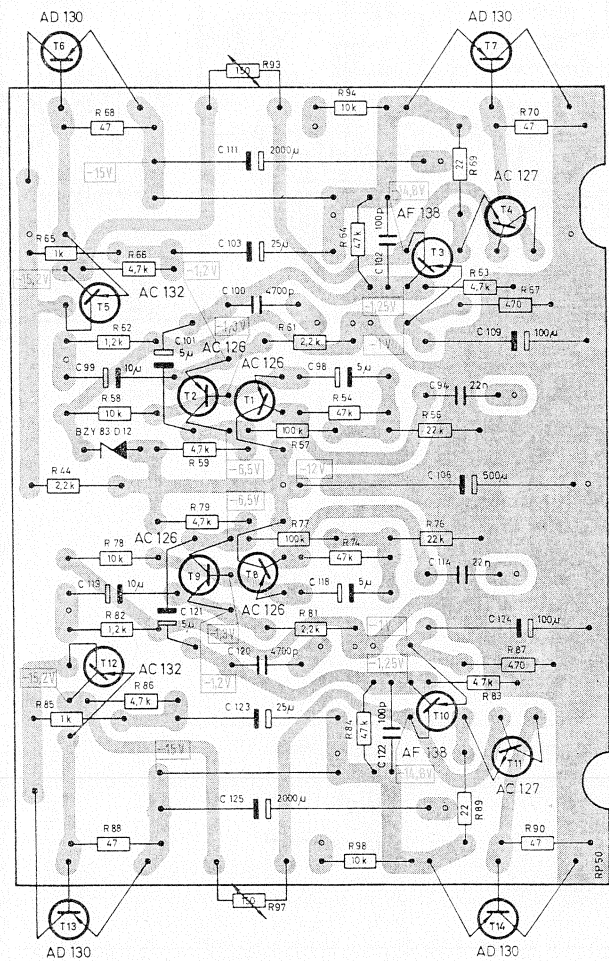 AD 130
AD 130
T6
T7
150
R93
R 94
10k
R 68
47
R 70
47
C 111
2000µ
-15V
22
R 69
AC 127
-14,8V
AF 138
T4
R 65
1k
R 66
4,7k
C 103
25µ
R 64
47k
100p
C 102
T3
-15,2V
-1,2V
R 63
4,7k
R 67
470
AC 132
T5
C 100
4700p
-1,25V
R 62
1,2k
C 101
5µ
-1,3V
R 61
2,2k
-1V
C 109
100µ
AC 126
AC 126
C 99
10µ
C 98
5µ
C 94
22n
T2
T1
R 58
10k
R 54
47k
R 56
22k
BZY 83 D12
100k
R 57
4,7k
R 59
-6,5V
-12V
R 44
2,2k
C 106
500µ
-6,5V
R 79
4,7k
R 78
10k
AC 126
R 77
100k
R 74
47k
R 76
22k
T9
T8
C 114
22n
C 119
10µ
C 118
5µ
C 121
5µ
AC 126
R 82
1,2k
R 81
2,2k
-1V
C 124
100µ
-1,3V
T12
AC 132
C 120
4700p
-1,25V
R 87
470
-15,2V
-1,2V
R 86
4,7k
4,7k
R 83
R 85
1k
C 123
25µ
R 84
47k
100p
C 122
T10
AF 138
T11
-15V
-14,8V
AC 127
C 125
2000µ
22
R 89
R 88
47
R 98
10k
R 90
47
RP50
150
R97
T13
T14
AD 130
AD 130